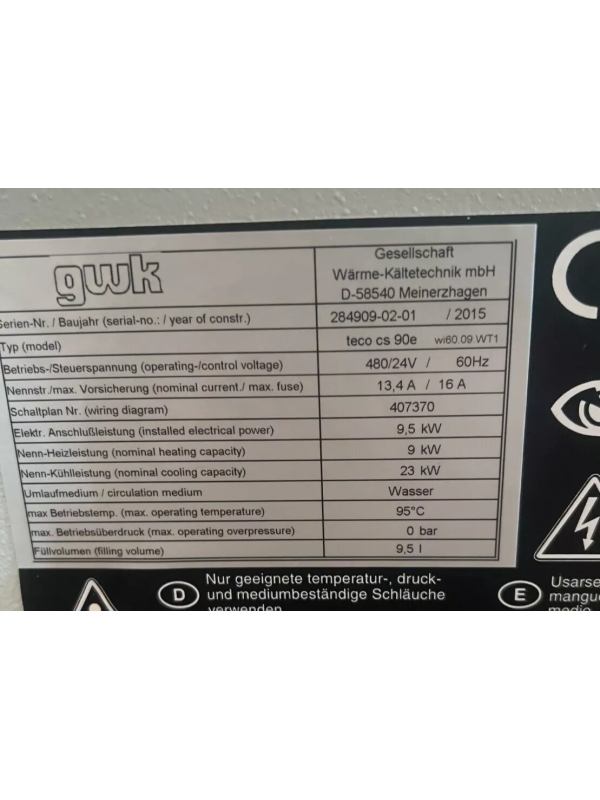 gwk
Gesellschaft
Wärme-Kältetechnik mbH
D-58540 Meinerzhagen
Serien-Nr. / Baujahr (serial-no.: / year of constr.) 284909-02-01 / 2015
Typ (model) teco cs 90e wi60.09.WT1
Betriebs-/Steuerspannung (operating-/control voltage) 480/24V / 60Hz
Nennstr./max. Vorsicherung (nominal current./ max. fuse) 13,4 A / 16 A
Schaltplan Nr. (wiring diagram) 407370
Elektr. Anschlußleistung (installed electrical power) 9,5 kW
Nenn-Heizleistung (nominal heating capacity) 9 kW
Nenn-Kühlleistung (nominal cooling capacity) 23 kW
Umlaufmedium / circulation medium Wasser
max Betriebstemp. (max. operating temperature) 95°C
max. Betriebsüberdruck (max. operating overpressure) 0 bar
Füllvolumen (filling volume) 9,5 l
D Nur geeignete temperatur-, druck-
und mediumbeständige Schläuche
verwenden
E Usarse
mangue
medio